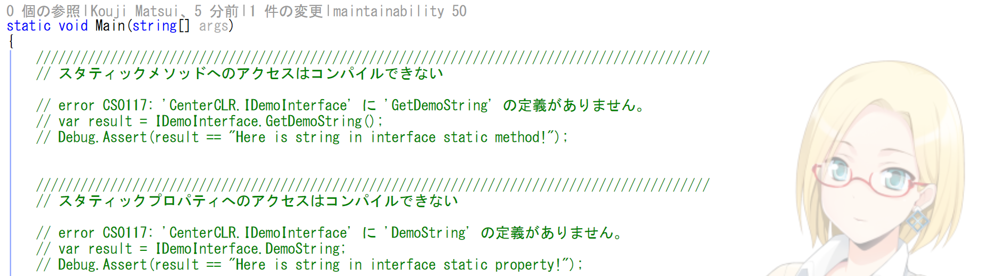 0 個の参照|Kouji Matsui、5 分前|1 件の変更|maintainability 50
static void Main(string[] args)
{
//////////////////////////////////////////////////////////////////////////////////////////
// スタティックメソッドへのアクセスはコンパイルできない
// error CS0117: 'CenterCLR.IDemoInterface' に 'GetDemoString' の定義がありません。
// var result = IDemoInterface.GetDemoString();
// Debug.Assert(result == "Here is string in interface static method!");
//////////////////////////////////////////////////////////////////////////////////////////
// スタティックプロパティへのアクセスはコンパイルできない
// error CS0117: 'CenterCLR.IDemoInterface' に 'DemoString' の定義がありません。
// var result = IDemoInterface.DemoString;
// Debug.Assert(result == "Here is string in interface static property!");